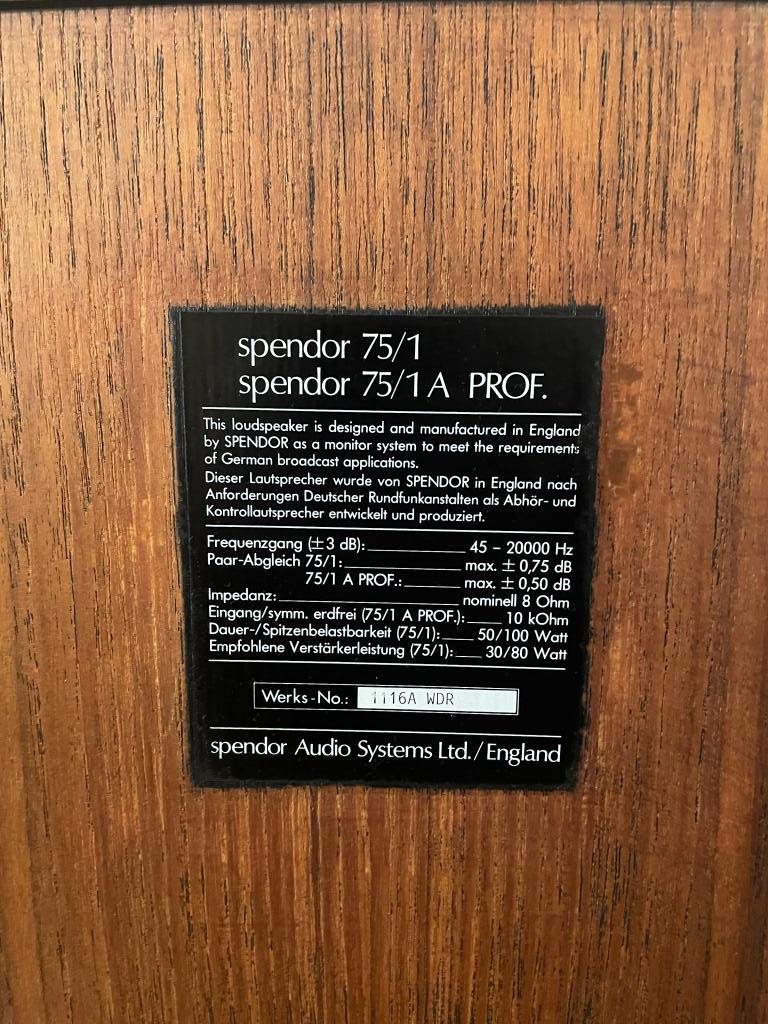 spendor 75/1
spendor 75/1 A PROF.
This loudspeaker is designed and manufactured in England
by SPENDOR as a monitor system to meet the requirements
of German broadcast applications.
Dieser Lautsprecher wurde von SPENDOR in England nach
Anforderungen Deutscher Rundfunkanstalten als Abhör- und
Kontrollautsprecher entwickelt und produziert.
Frequenzgang (±3 dB): 45 – 20000 Hz
Paar-Abgleich 75/1: max. ± 0,75 dB
75/1 A PROF.: max. ± 0,50 dB
Impedanz: nominell 8 Ohm
Eingang/symm. erdfrei (75/1 A PROF.): 10 kOhm
Dauer-/Spitzenbelastbarkeit (75/1): 50/100 Watt
Empfohlene Verstärkerleistung (75/1): 30/80 Watt
Werks-No.: 1116A WDR
spendor Audio Systems Ltd./England